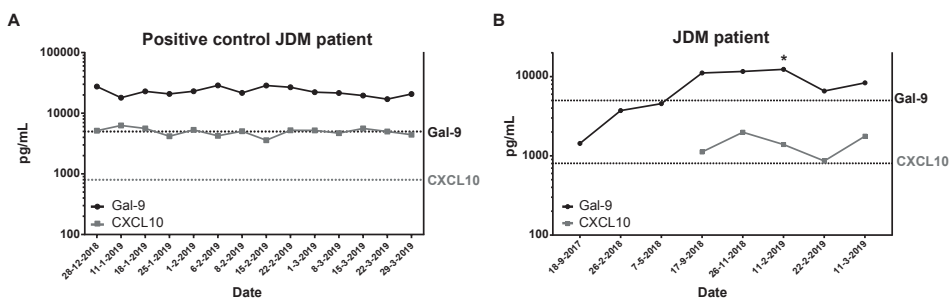 A
Positive control JDM patient
100000
10000
1000
100
pg/mL
Gal-9
CXCL10
Gal-9
CXCL10
28-12-2018
11-1-2019
18-1-2019
25-1-2019
1-2-2019
6-2-2019
8-2-2019
15-2-2019
22-2-2019
1-3-2019
8-3-2019
15-3-2019
22-3-2019
29-3-2019
Date
B
JDM patient
10000
1000
100
pg/mL
*
Gal-9
CXCL10
Gal-9
CXCL10
18-9-2017
26-2-2018
7-5-2018
17-9-2018
26-11-2018
11-2-2019
22-2-2019
11-3-2019
Date